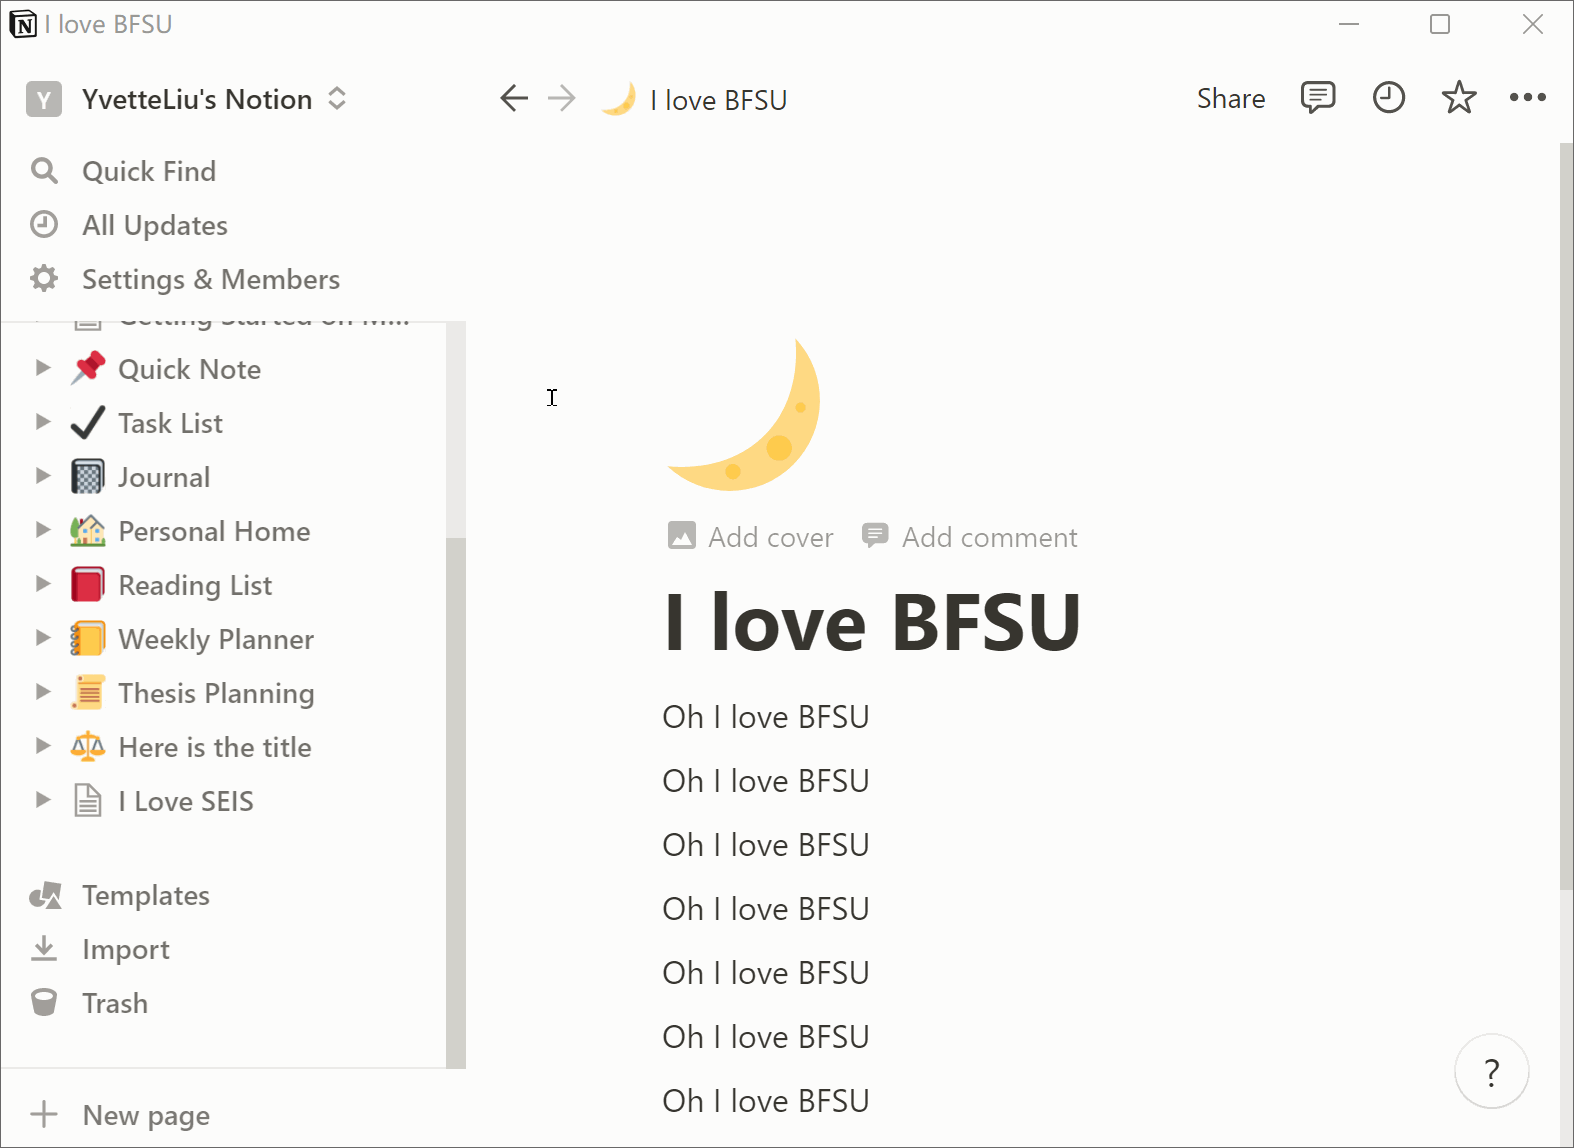 I love BFSU
Y YvetteLiu's Notion
I love BFSU
Share
Quick Find
All Updates
Settings & Members
Getting Started on M...
Quick Note
Task List
Journal
Personal Home
Reading List
Weekly Planner
Thesis Planning
Here is the title
I Love SEIS
Templates
Import
Trash
New page
Add cover Add comment
I love BFSU
Oh I love BFSU
Oh I love BFSU
Oh I love BFSU
Oh I love BFSU
Oh I love BFSU
Oh I love BFSU
Oh I love BFSU
?